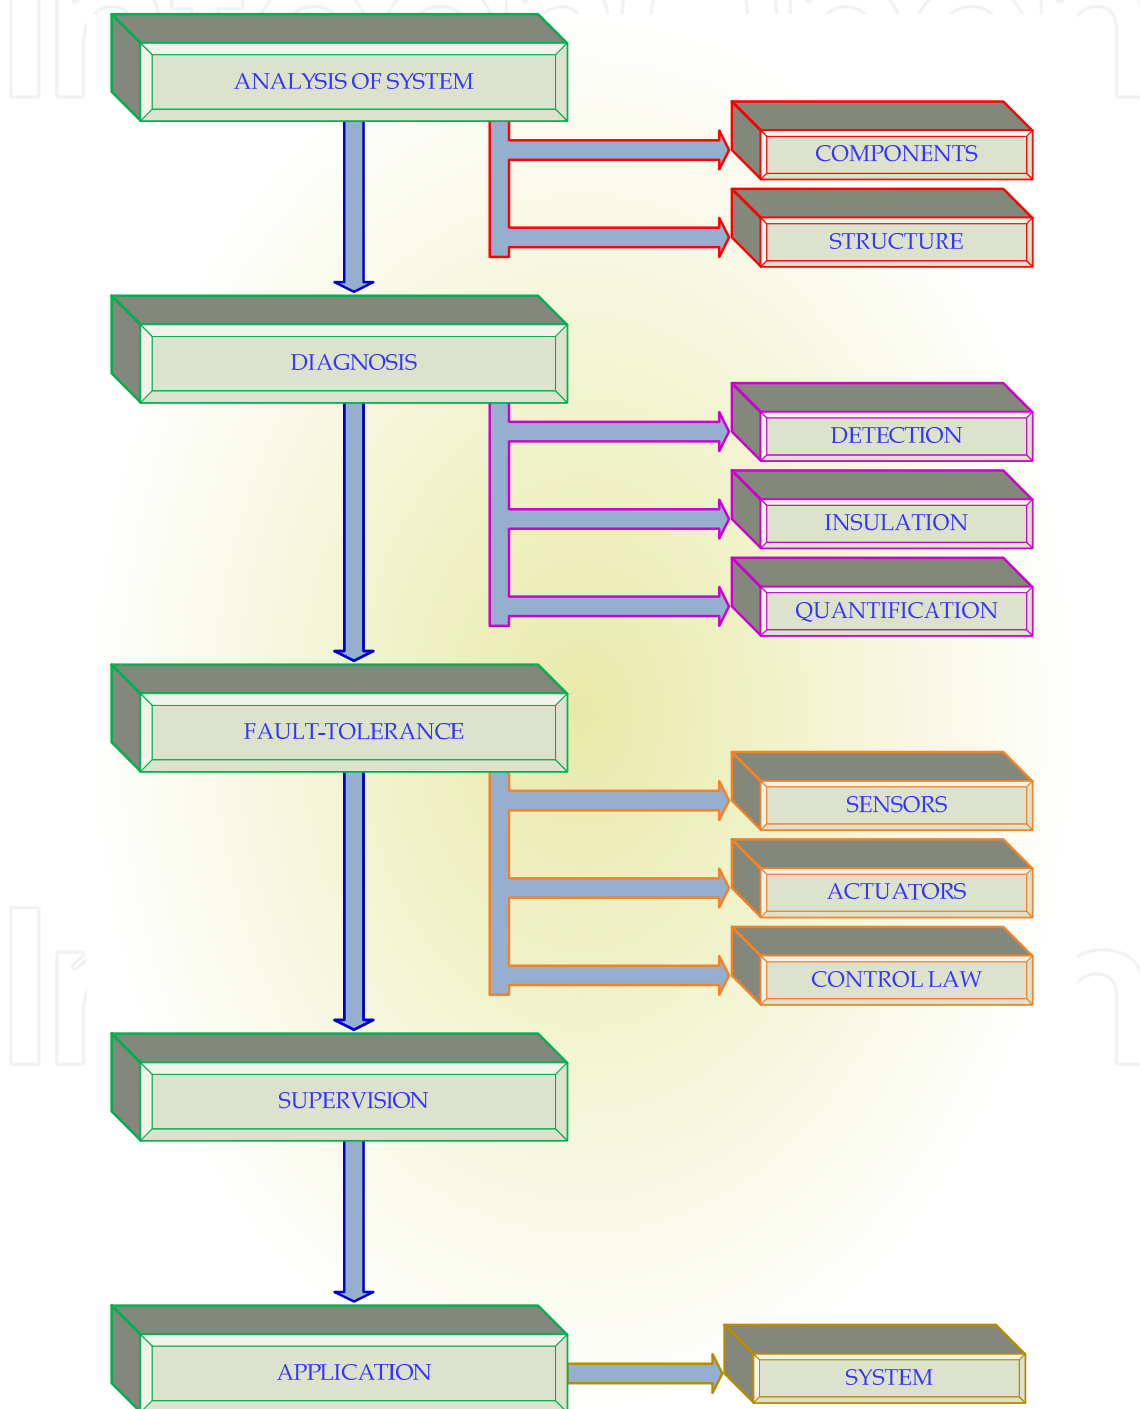 ANALYSIS OF SYSTEM
COMPONENTS
STRUCTURE
DIAGNOSIS
DETECTION
INSULATION
QUANTIFICATION
FAULT-TOLERANCE
SENSORS
ACTUATORS
CONTROL LAW
SUPERVISION
APPLICATION
SYSTEM